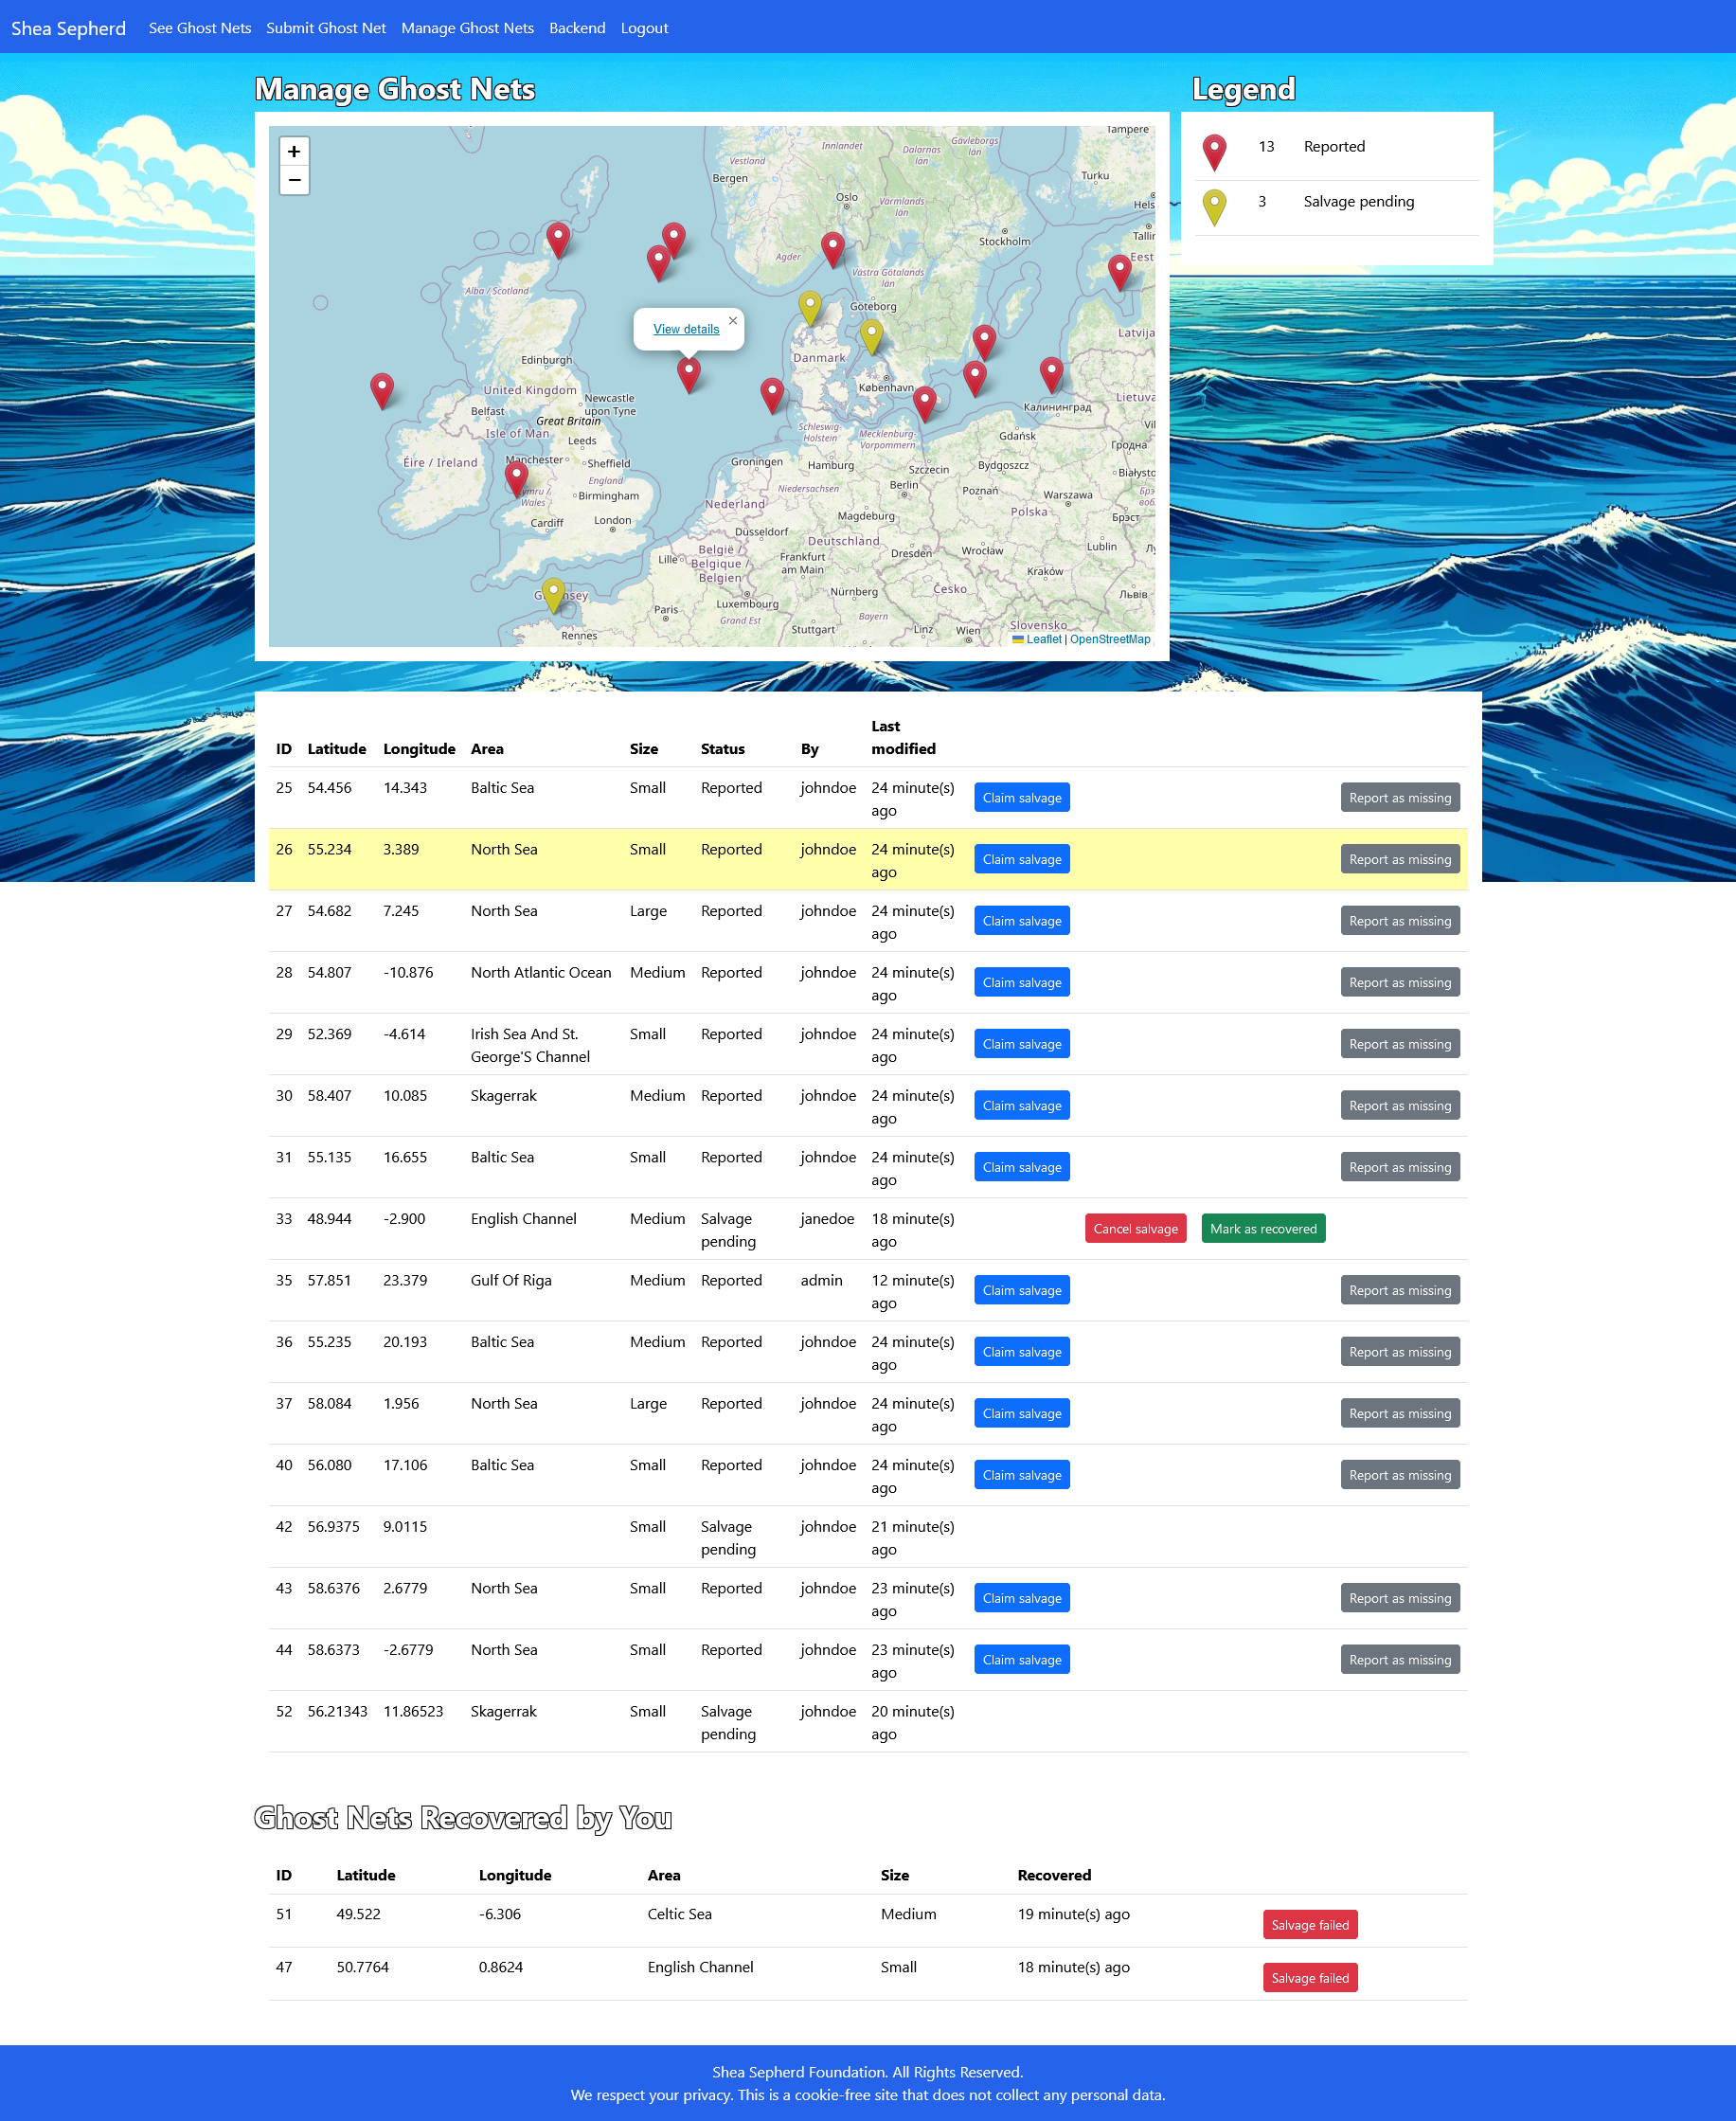 Shea Sepherd See Ghost Nets Submit Ghost Net Manage Ghost Nets Backend Logout
Manage Ghost Nets
Legend
13 Reported
3 Salvage pending
+
−
Tampere
Innlandet
Dalarnas län
Gävleborgs län
Vestland
Bergen
Turku
Oslo
Värmlands län
Hels
Stockholm
Tallin
Agder
Västra Götalands län
Eest
Alba / Scotland
Göteborg
View details
×
Latvija
Edinburgh
Danmark
United Kingdom
København
Newcastle upon Tyne
Lietuva
Belfast
Great Britain
Калининград
Isle of Man
Schleswig-Holstein
Mecklenburg-Vorpommern
Gdańsk
Leeds
Гродна
Manchester
Sheffield
Éire / Ireland
Groningen
Hamburg
Szczecin
Bydgoszcz
Białystok
England
Cymru / Wales
Birmingham
Niedersachsen
Berlin
Poznań
Warszawa
Nederland
Polska
Cardiff
London
Magdeburg
Брэст
Düsseldorf
Deutschland
Lille
België / Belgique / Belgien
Frankfurt am Main
Dresden
Wrocław
Lublin
Kraków
Guernsey
Luxembourg
Nürnberg
Česko
Львів
Paris
Grand Est
Bayern
Rennes
Stuttgart
Linz
Wien
Slovensko
Leaflet | OpenStreetMap
ID Latitude Longitude Area Size Status By Last modified
25 54.456 14.343 Baltic Sea Small Reported johndoe 24 minute(s) ago Claim salvage Report as missing
26 55.234 3.389 North Sea Small Reported johndoe 24 minute(s) ago Claim salvage Report as missing
27 54.682 7.245 North Sea Large Reported johndoe 24 minute(s) ago Claim salvage Report as missing
28 54.807 -10.876 North Atlantic Ocean Medium Reported johndoe 24 minute(s) ago Claim salvage Report as missing
29 52.369 -4.614 Irish Sea And St. George'S Channel Small Reported johndoe 24 minute(s) ago Claim salvage Report as missing
30 58.407 10.085 Skagerrak Medium Reported johndoe 24 minute(s) ago Claim salvage Report as missing
31 55.135 16.655 Baltic Sea Small Reported johndoe 24 minute(s) ago Claim salvage Report as missing
33 48.944 -2.900 English Channel Medium Salvage pending janedoe 18 minute(s) ago Cancel salvage Mark as recovered
35 57.851 23.379 Gulf Of Riga Medium Reported admin 12 minute(s) ago Claim salvage Report as missing
36 55.235 20.193 Baltic Sea Medium Reported johndoe 24 minute(s) ago Claim salvage Report as missing
37 58.084 1.956 North Sea Large Reported johndoe 24 minute(s) ago Claim salvage Report as missing
40 56.080 17.106 Baltic Sea Small Reported johndoe 24 minute(s) ago Claim salvage Report as missing
42 56.9375 9.0115 Small Salvage pending johndoe 21 minute(s) ago
43 58.6376 2.6779 North Sea Small Reported johndoe 23 minute(s) ago Claim salvage Report as missing
44 58.6373 -2.6779 North Sea Small Reported johndoe 23 minute(s) ago Claim salvage Report as missing
52 56.21343 11.86523 Skagerrak Small Salvage pending johndoe 20 minute(s) ago
Ghost Nets Recovered by You
ID Latitude Longitude Area Size Recovered
51 49.522 -6.306 Celtic Sea Medium 19 minute(s) ago Salvage failed
47 50.7764 0.8624 English Channel Small 18 minute(s) ago Salvage failed
Shea Sepherd Foundation. All Rights Reserved.
We respect your privacy. This is a cookie-free site that does not collect any personal data.